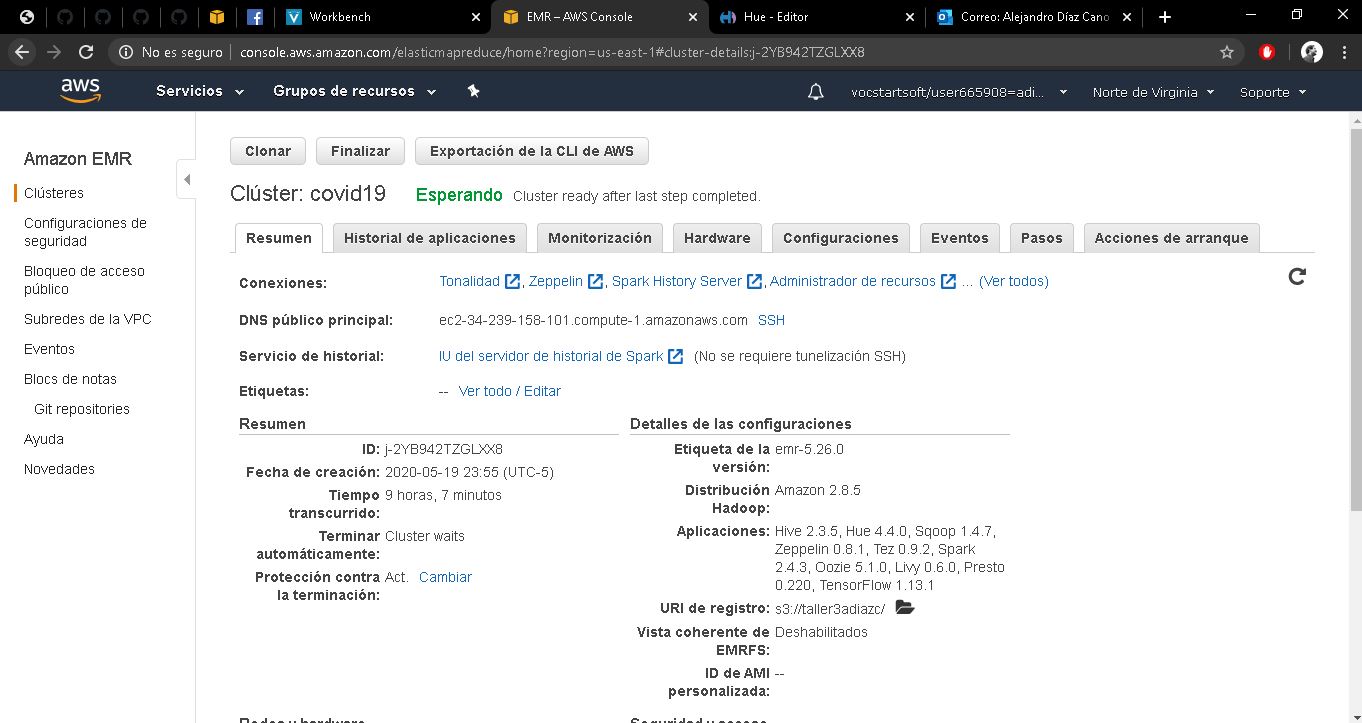 Workbench
EMR – AWS Console
Hue - Editor
Correo: Alejandro Díaz Cano
No es seguro
console.aws.amazon.com/elasticmapreduce/home?region=us-east-1#cluster-details:j-2YB942TZGLXX8
aws
Servicios
Grupos de recursos
vocstartsoft/user665908=adi...
Norte de Virginia
Soporte
Amazon EMR
Clústeres
Configuraciones de
seguridad
Bloqueo de acceso
público
Subredes de la VPC
Eventos
Blocs de notas
Git repositories
Ayuda
Novedades
Clonar
Finalizar
Exportación de la CLI de AWS
Clúster: covid19
Esperando
Cluster ready after last step completed.
Resumen
Historial de aplicaciones
Monitorización
Hardware
Configuraciones
Eventos
Pasos
Acciones de arranque
Conexiones: Tonalidad , Zeppelin , Spark History Server , Administrador de recursos ... (Ver todos)
DNS público principal: ec2-34-239-158-101.compute-1.amazonaws.com SSH
Servicio de historial: IU del servidor de historial de Spark (No se requiere tunelización SSH)
Etiquetas: -- Ver todo / Editar
Resumen
ID: j-2YB942TZGLXX8
Fecha de creación: 2020-05-19 23:55 (UTC-5)
Tiempo 9 horas, 7 minutos
transcurrido:
Terminar Cluster waits
automáticamente:
Protección contra Act. Cambiar
la terminación:
Detalles de las configuraciones
Etiqueta de la emr-5.26.0
versión:
Distribución Amazon 2.8.5
Hadoop:
Aplicaciones: Hive 2.3.5, Hue 4.4.0, Sqoop 1.4.7,
Zeppelin 0.8.1, Tez 0.9.2, Spark
2.4.3, Oozie 5.1.0, Livy 0.6.0, Presto
0.220, TensorFlow 1.13.1
URI de registro: s3://taller3adiazc/
Vista coherente de Deshabilitados
EMRFS:
ID de AMI --
personalizada:
Redes y hardware
Seguridad y acceso